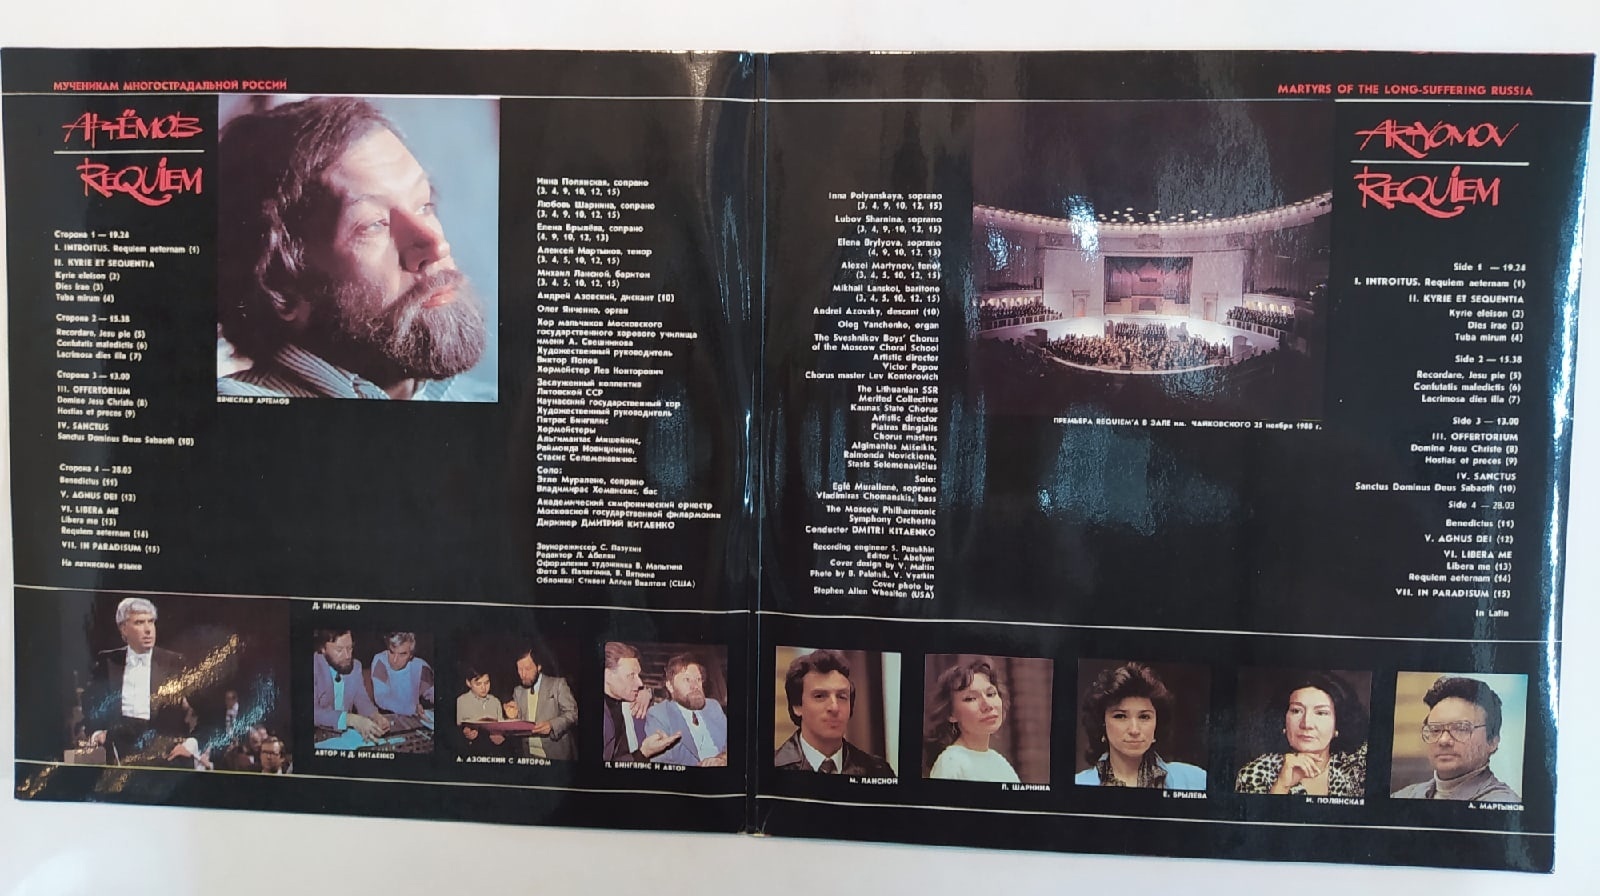 МУЧЕНИКАМ МНОГОСТРАДАЛЬНОЙ РОССИИ
АРТЁМОВ
REQUIEM
Сторона 1 — 19.24
I. INTROITUS. Requiem aeternam (1)
II. KYRIE ET SEQUENTIA
Kyrie eleison (2)
Dies irae (3)
Tuba mirum (4)
Сторона 2 — 15.38
Recordare, Jesu pie (5)
Confutatis maledictis (6)
Lacrimosa dies illa (7)
Сторона 3 — 13.00
III. OFFERTORIUM
Domine Jesu Christe (8)
Hostias et preces (9)
IV. SANCTUS
Sanctus Dominus Deus Sabaoth (10)
Сторона 4 — 28.03
Benedictus (11)
V. AGNUS DEI (12)
VI. LIBERA ME
Libera me (13)
Requiem aeternam (14)
VII. IN PARADISUM (15)
На латинском языке
ВЯЧЕСЛАВ АРТЕМОВ
Инна Полянская, сопрано
(3, 4, 9, 10, 12, 15)
Любовь Шарнина, сопрано
(3, 4, 9, 10, 12, 15)
Елена Брылёва, сопрано
(4, 9, 10, 12, 13)
Алексей Мартынов, тенор
(3, 4, 5, 10, 12, 15)
Михаил Ланской, баритон
(3, 4, 5, 10, 12, 15)
Андрей Азовский, дискант (10)
Олег Янченко, орган
Хор мальчиков Московского
государственного хорового училища
имени А. Свешникова
Художественный руководитель
Виктор Попов
Хормейстер Лев Конторович
Заслуженный коллектив
Литовской ССР
Каунасский государственный хор
Художественный руководитель
Пятрас Бингялис
Хормейстеры
Альгимантас Мишейкис,
Раймонда Новицкене,
Стасис Селеменавичюс
Соло:
Эгле Муралене, сопрано
Владимирас Хоманскис, бас
Академический симфонический оркестр
Московской государственной филармонии
Дирижер ДМИТРИЙ КИТАЕНКО
Звукорежиссер С. Пазухин
Редактор Л. Абелян
Оформление художника В. Мальтина
Фото Б. Палатника, В. Вяткина
Обложка: Стивен Аллен Виалтон (США)
Д. КИТАЕНКО
АВТОР И Д. КИТАЕНКО
А. АЗОВСКИЙ С АВТОРОМ
П. БИНГЯЛИС И АВТОР
MARTYRS OF THE LONG-SUFFERING RUSSIA
ARTYOMOV
REQUIEM
Inna Polyanskaya, soprano
(3, 4, 9, 10, 12, 15)
Lubov Sharnina, soprano
(3, 4, 9, 10, 12, 15)
Elena Brylyova, soprano
(4, 9, 10, 12, 13)
Alexei Martynov, tenor
(3, 4, 5, 10, 12, 15)
Mikhail Lanskoi, baritone
(3, 4, 5, 10, 12, 15)
Andrei Azovsky, descant (10)
Oleg Yanchenko, organ
The Sveshnikov Boys' Chorus
of the Moscow Choral School
Artistic director
Victor Popov
Chorus master Lev Kontorovich
The Lithuanian SSR
Merited Collective
Kaunas State Chorus
Artistic director
Piatras Bingialis
Chorus masters
Algimantas Mišeikis,
Raimonda Novickienė,
Stasis Selemenavičius
Solo:
Eglė Muralienė, soprano
Vladimiras Chomanskis, bass
The Moscow Philharmonic
Symphony Orchestra
Conductor DMITRI KITAENKO
Recording engineer S. Pazukhin
Editor L. Abelyan
Cover design by V. Maltin
Photo by B. Palatnik, V. Vyatkin
Cover photo by
Stephen Allen Whealton (USA)
ПРЕМЬЕРА REQUIEM'А В ЗАЛЕ им. ЧАЙКОВСКОГО 25 ноября 1988 г.
Side 1 — 19.24
I. INTROITUS. Requiem aeternam (1)
II. KYRIE ET SEQUENTIA
Kyrie eleison (2)
Dies irae (3)
Tuba mirum (4)
Side 2 — 15.38
Recordare, Jesu pie (5)
Confutatis maledictis (6)
Lacrimosa dies illa (7)
Side 3 — 13.00
III. OFFERTORIUM
Domine Jesu Christe (8)
Hostias et preces (9)
IV. SANCTUS
Sanctus Dominus Deus Sabaoth (10)
Side 4 — 28.03
Benedictus (11)
V. AGNUS DEI (12)
VI. LIBERA ME
Libera me (13)
Requiem aeternam (14)
VII. IN PARADISUM (15)
In Latin
М. ЛАНСКОЙ
Л. ШАРНИНА
Е. БРЫЛЕВА
И. ПОЛЯНСКАЯ
А. МАРТЫНОВ